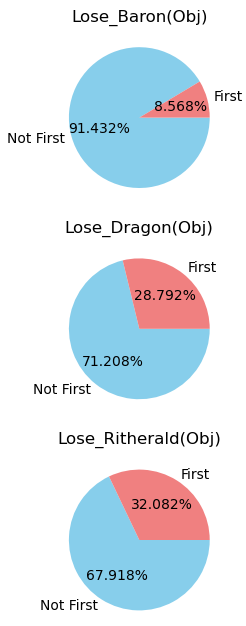 Lose_Baron(Obj)
First
8.568%
91.432%
Not First
Lose_Dragon(Obj)
First
28.792%
71.208%
Not First
Lose_Ritherald(Obj)
First
32.082%
67.918%
Not First